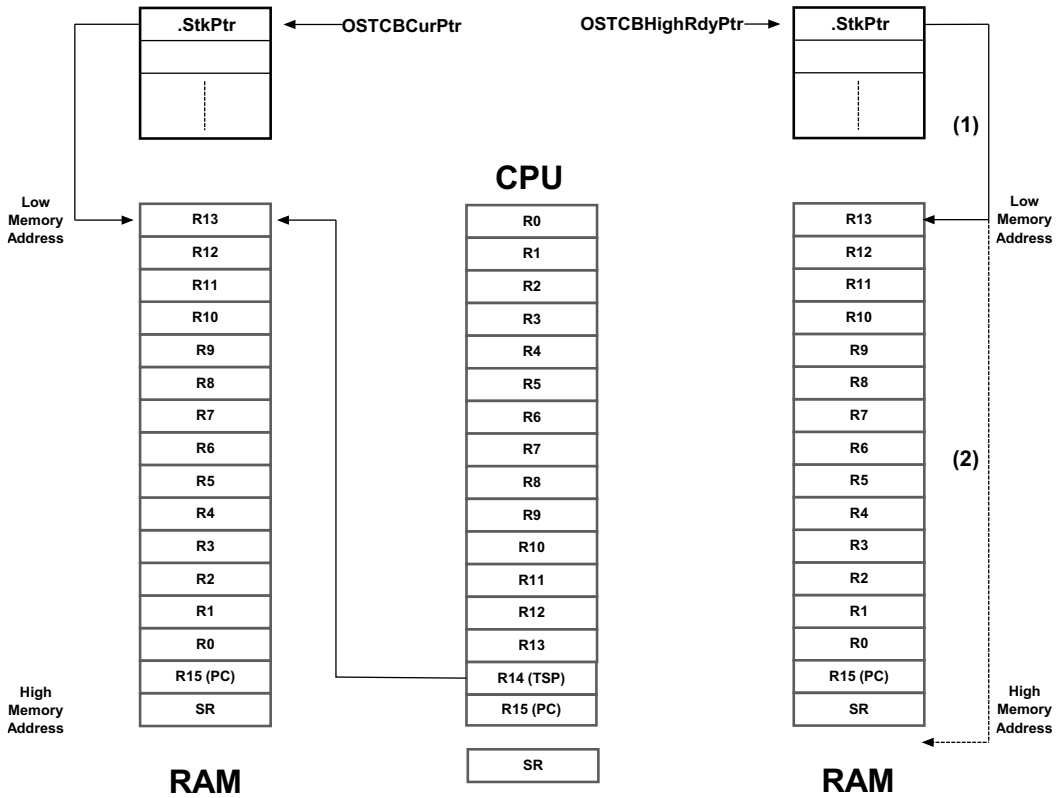 .StkPtr
OSTCBCurPtr
OSTCBHighRdyPtr
.StkPtr
(1)
CPU
Low
Memory
Address
R13
R12
R11
R10
R9
R8
R7
R6
R5
R4
R3
R2
R1
R0
R15 (PC)
SR
High
Memory
Address
RAM
R0
R1
R2
R3
R4
R5
R6
R7
R8
R9
R10
R11
R12
R13
R14 (TSP)
R15 (PC)
SR
R13
R12
R11
R10
R9
R8
R7
R6
R5
R4
R3
R2
R1
R0
R15 (PC)
SR
RAM
Low
Memory
Address
(2)
High
Memory
Address